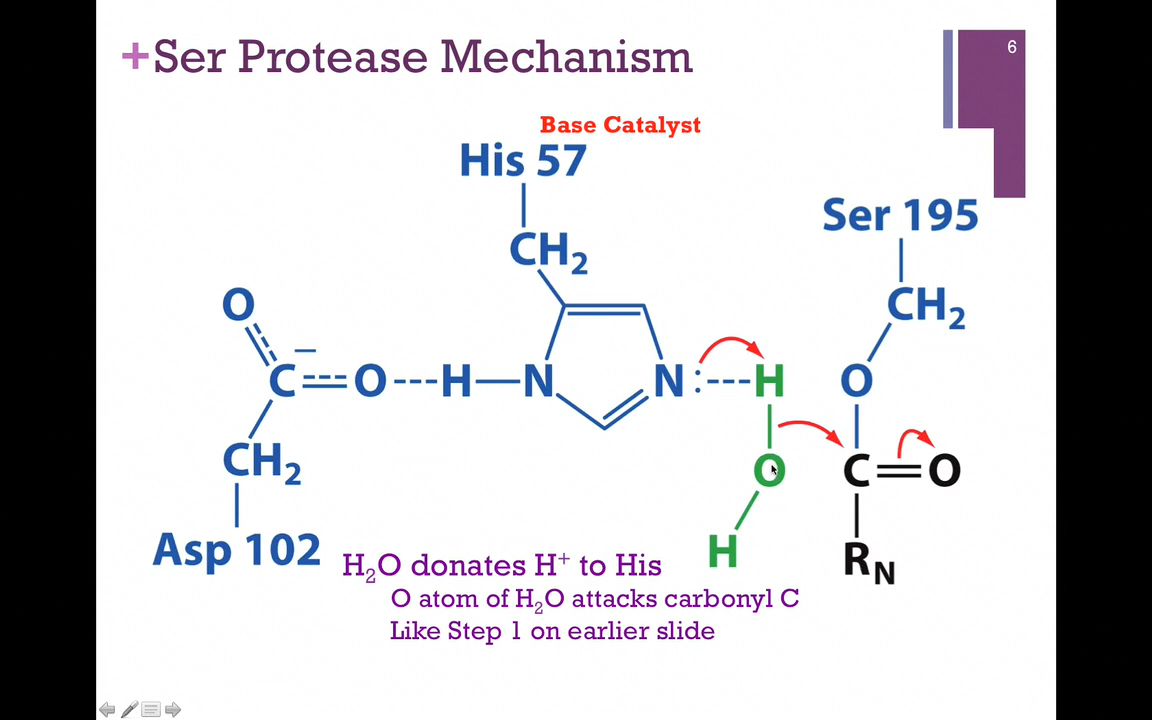 6
+Ser Protease Mechanism
Base Catalyst
His 57
Ser 195
CH₂
O
CH₂
−
C O H N N : H O
CH₂
O C O
Asp 102
H
R_N
H₂O donates H⁺ to His
O atom of H₂O attacks carbonyl C
Like Step 1 on earlier slide